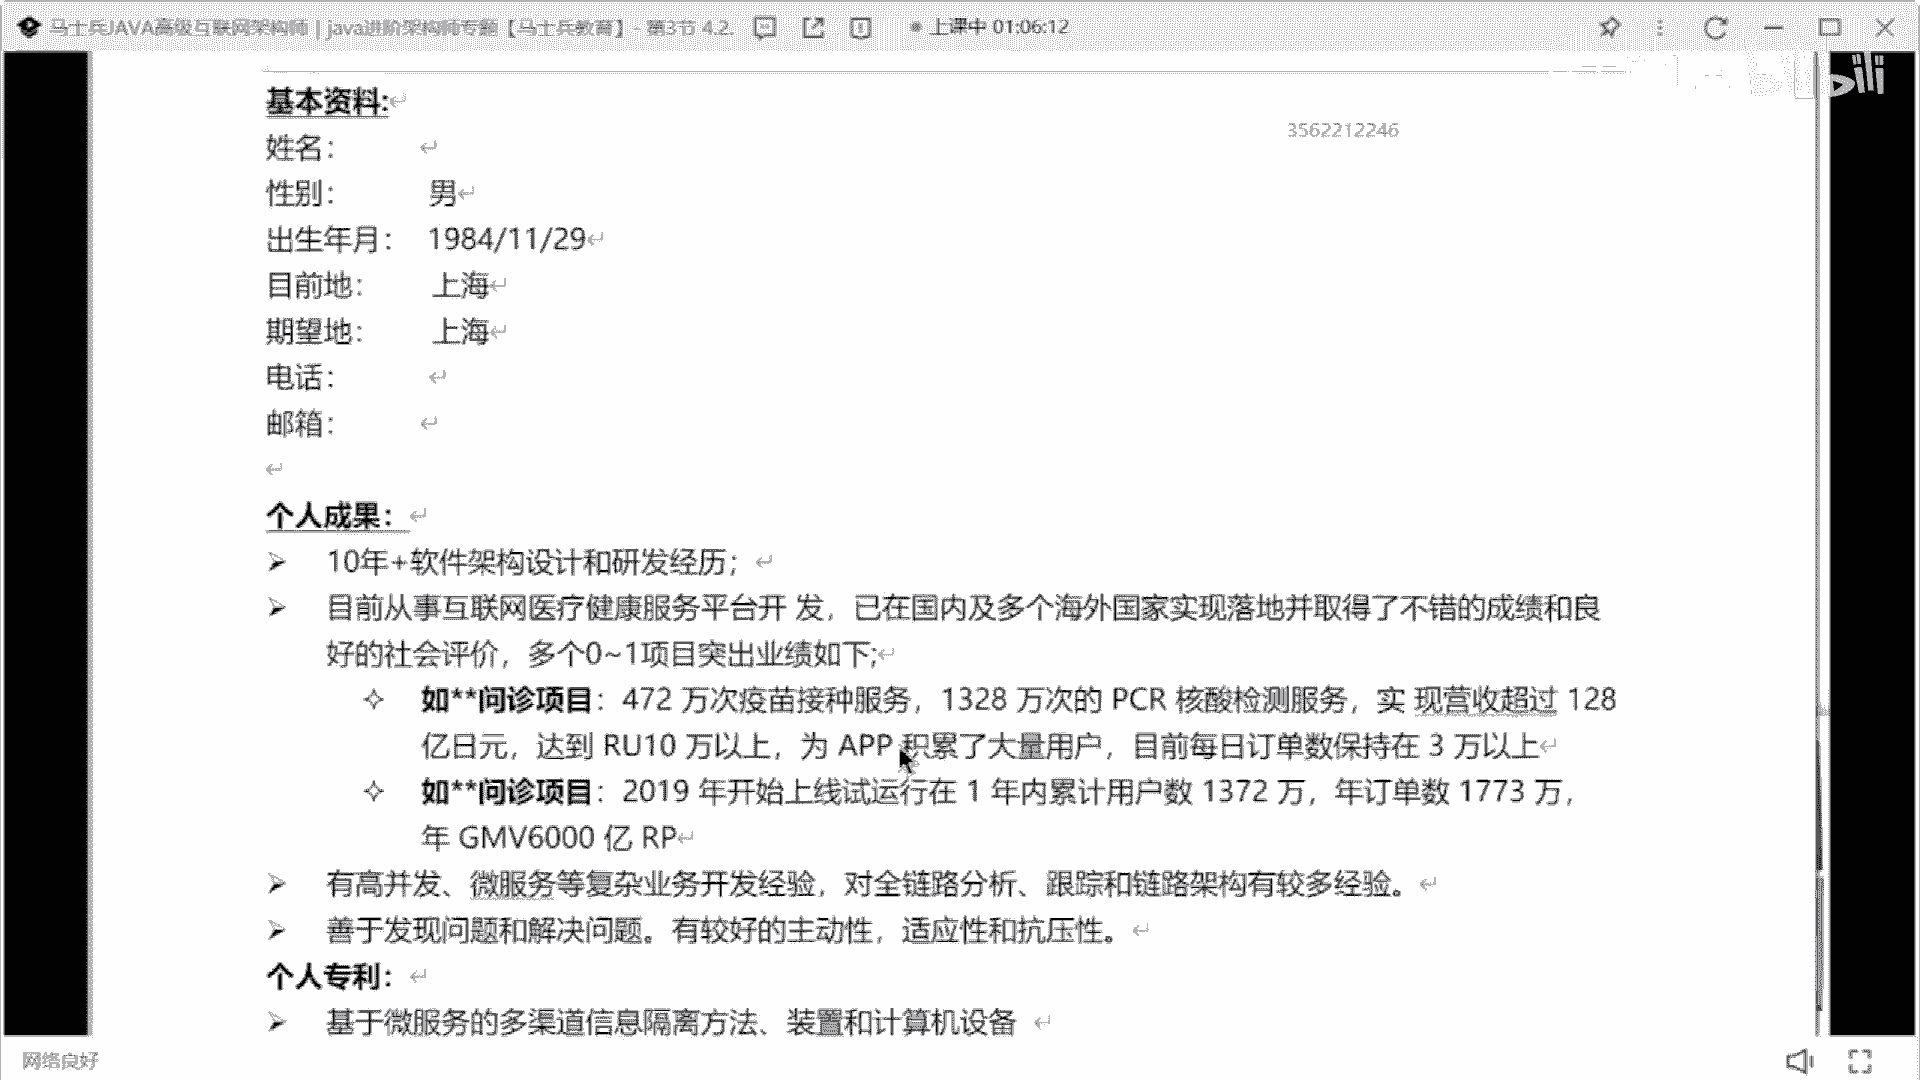 马士兵JAVA高级互联网架构师 | java进阶架构师专题【马士兵教育】 - 第3节 4.2.
上课中 01:06:12
bili
3562212246
基本资料:
姓名：
性别： 男
出生年月： 1984/11/29
目前地： 上海
期望地： 上海
电话：
邮箱：
个人成果：
➢ 10年+软件架构设计和研发经历；
➢ 目前从事互联网医疗健康服务平台开 发，已在国内及多个海外国家实现落地并取得了不错的成绩和良
好的社会评价，多个0~1项目突出业绩如下;
✧ 如**问诊项目：472 万次疫苗接种服务，1328 万次的 PCR 核酸检测服务，实 现营收超过 128
亿日元，达到 RU10 万以上，为 APP 积累了大量用户，目前每日订单数保持在 3 万以上
✧ 如**问诊项目：2019 年开始上线试运行在 1 年内累计用户数 1372 万，年订单数 1773 万，
年 GMV6000 亿 RP
➢ 有高并发、微服务等复杂业务开发经验，对全链路分析、跟踪和链路架构有较多经验。
➢ 善于发现问题和解决问题。有较好的主动性，适应性和抗压性。
个人专利：
➢ 基于微服务的多渠道信息隔离方法、装置和计算机设备
网络良好